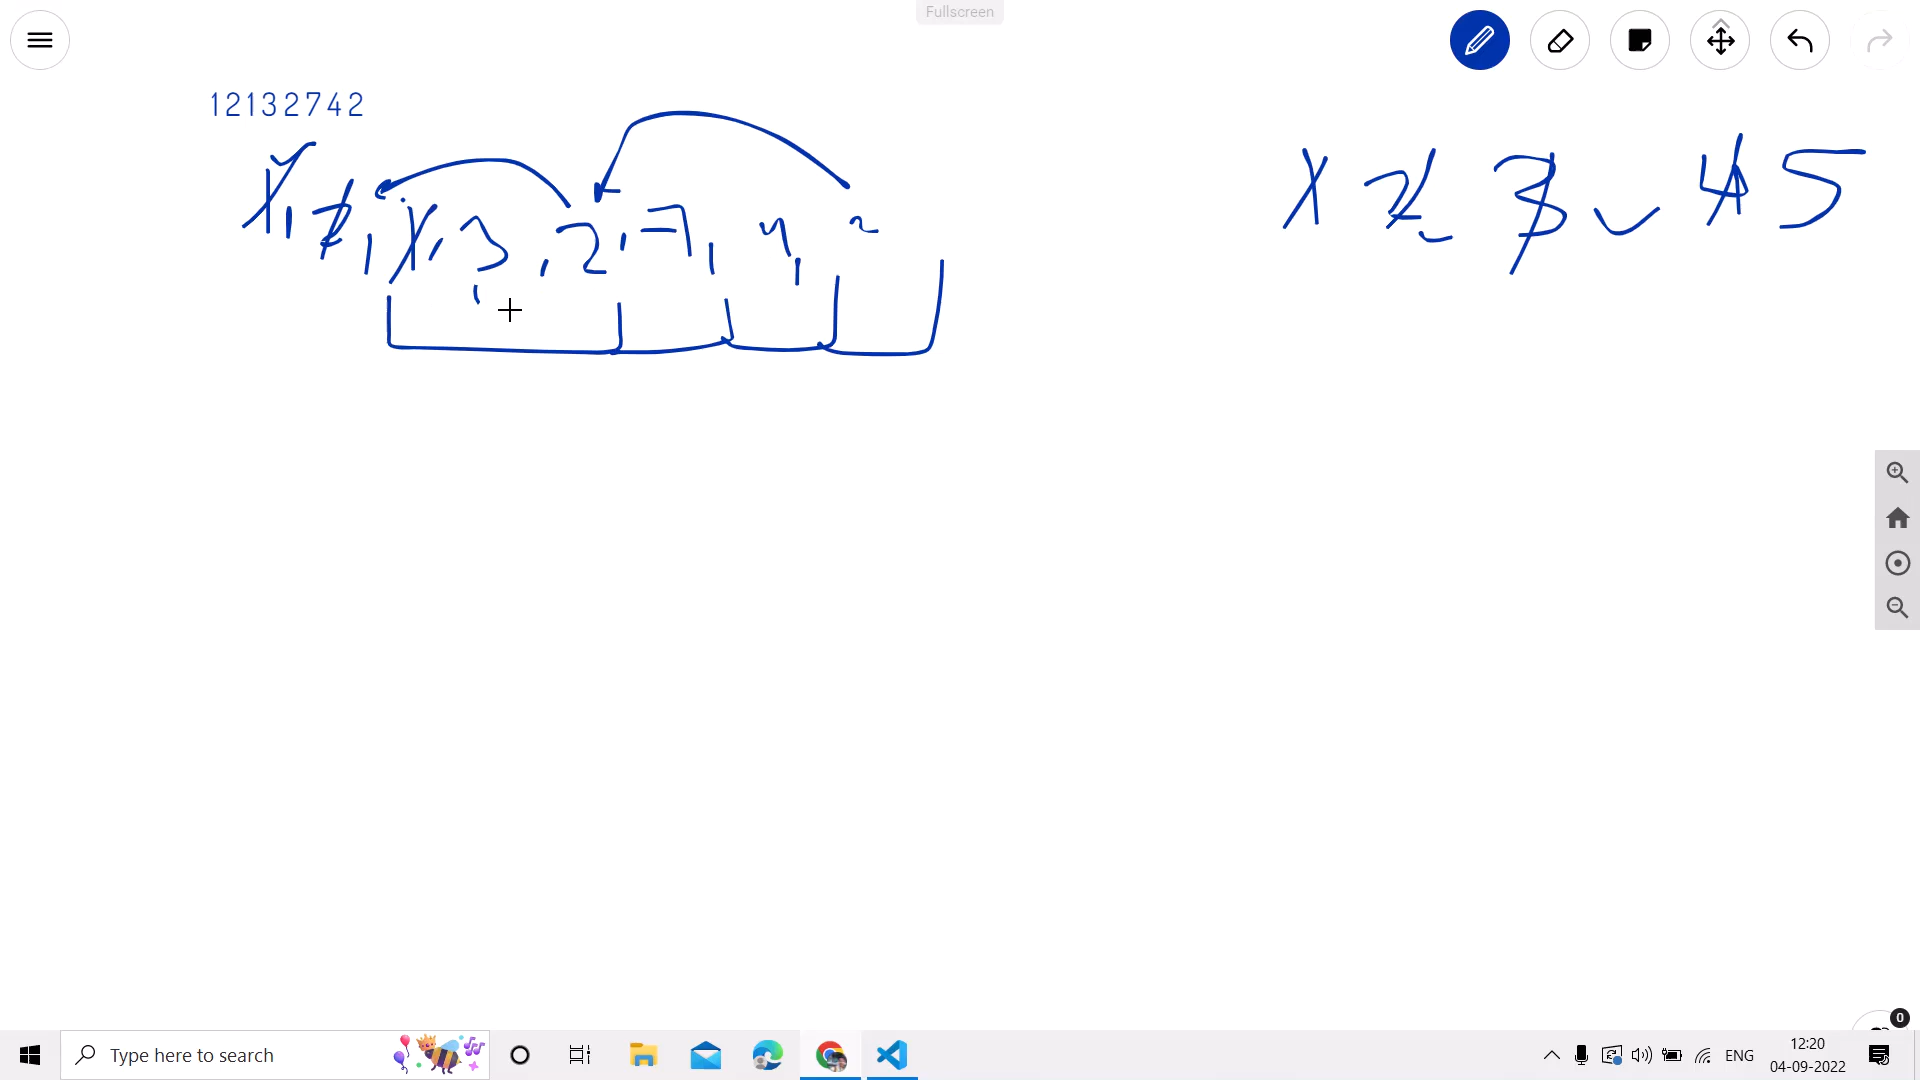 Fullscreen
12132742
1, 2, 1, 3, 2, 7, 4, 2
1 2 3 4 5
0
Type here to search
ENG
12:20
04-09-2022